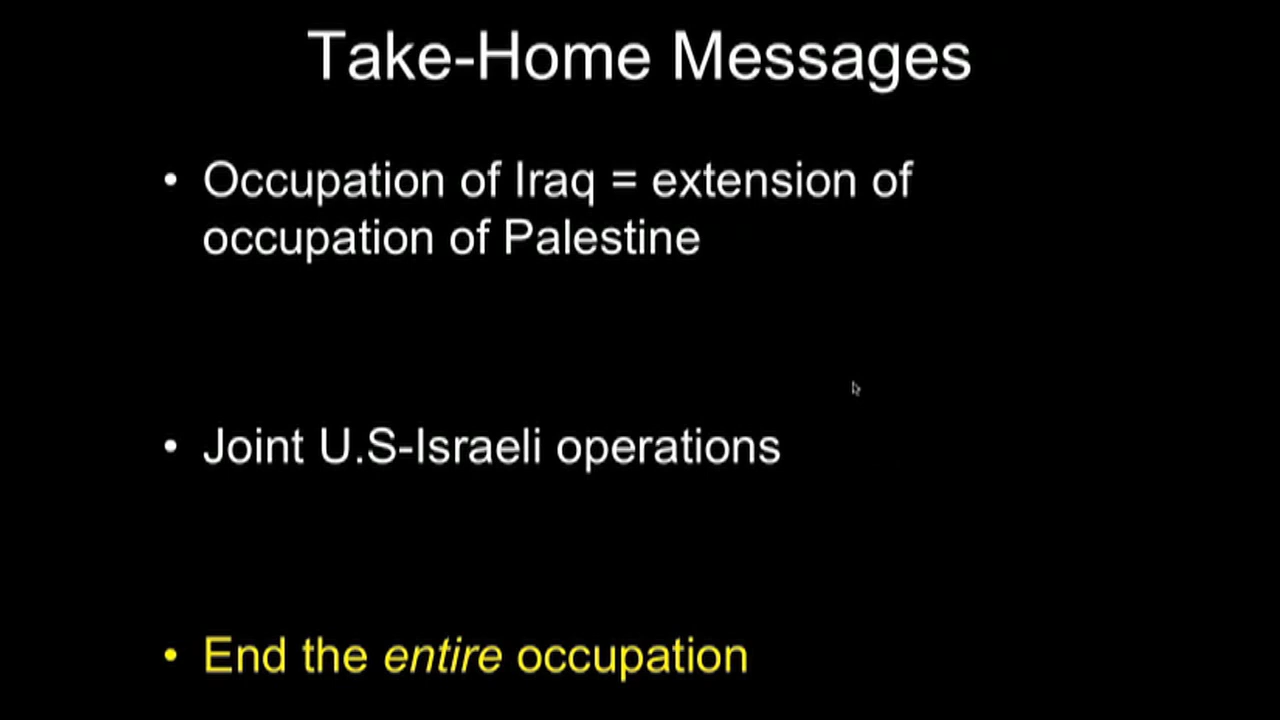 Take-Home Messages
• Occupation of Iraq = extension of
occupation of Palestine
• Joint U.S-Israeli operations
• End the entire occupation